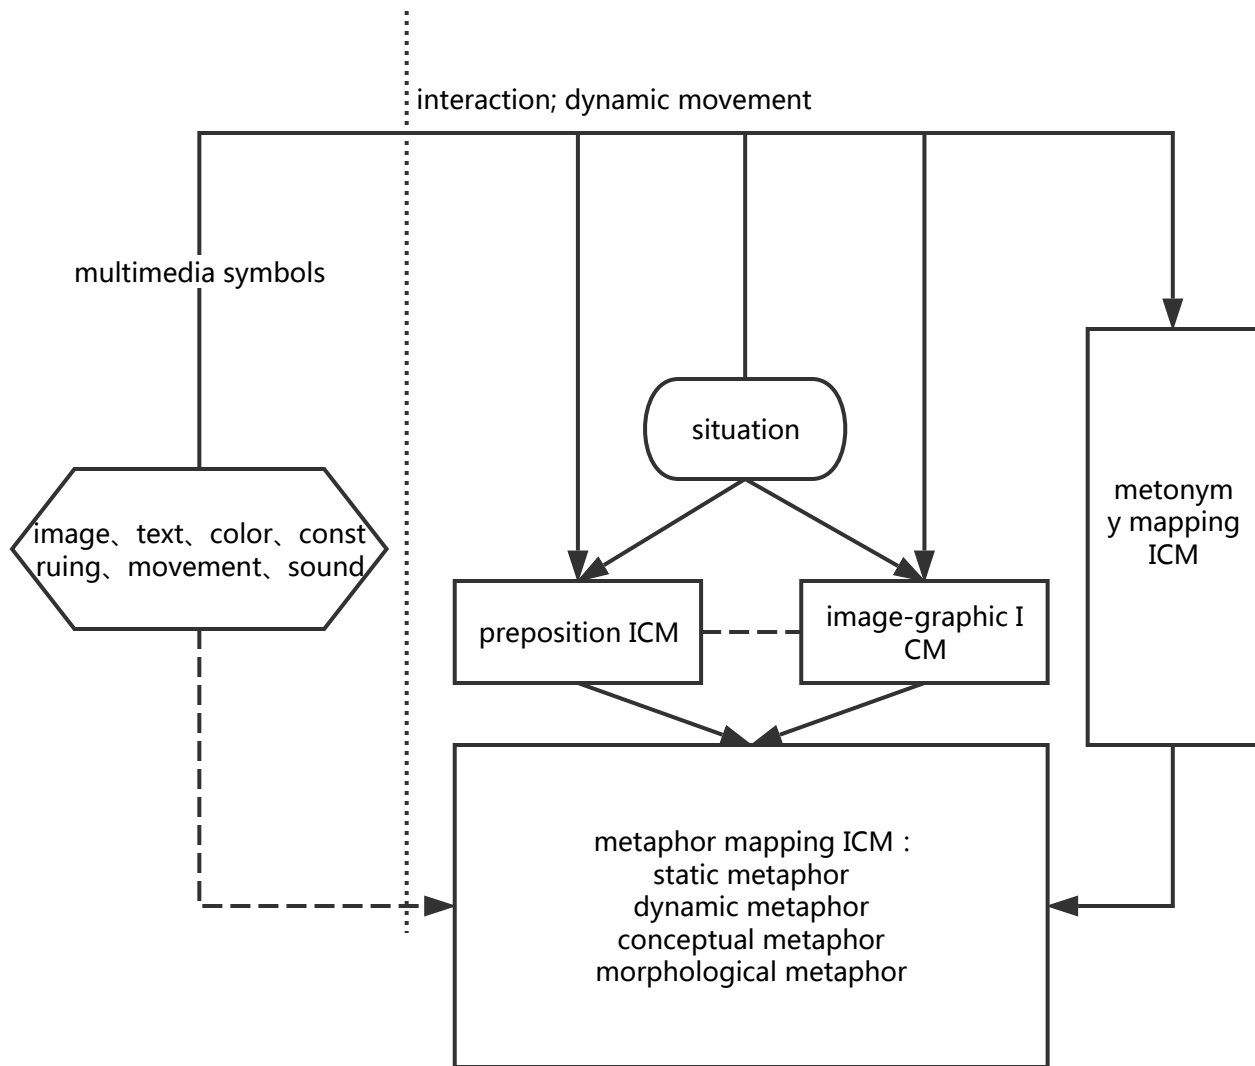 interaction; dynamic movement
multimedia symbols
situation
image、text、color、const
ruing、movement、sound
metonym
y mapping
ICM
preposition ICM
image-graphic I
CM
metaphor mapping ICM：
static metaphor
dynamic metaphor
conceptual metaphor
morphological metaphor